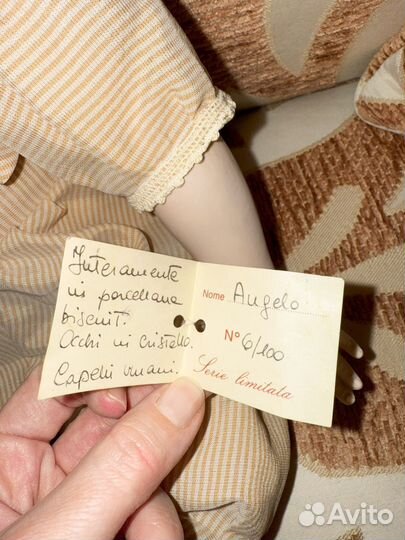 Interamente
in porcellana
biscuit.
Occhi in cristallo.
Capelli umani.
Nome Angelo
N° 6/100
Serie limitata
Avito